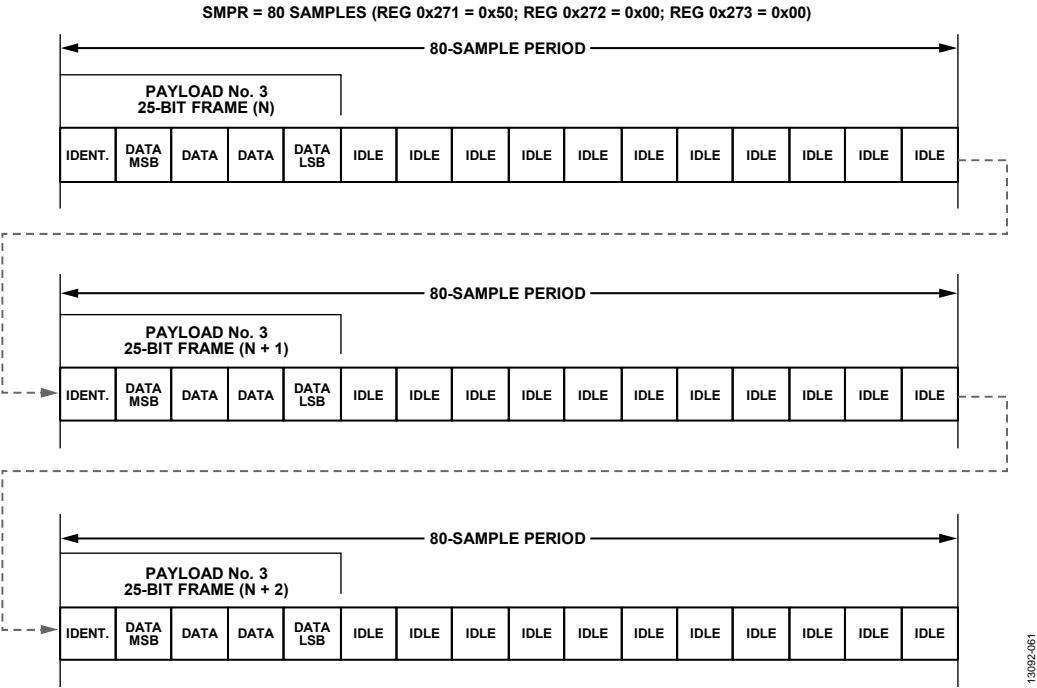 SMPR = 80 SAMPLES (REG 0x271 = 0x50; REG 0x272 = 0x00; REG 0x273 = 0x00)
80-SAMPLE PERIOD
PAYLOAD No. 3
25-BIT FRAME (N)
IDENT. DATA MSB DATA DATA DATA LSB IDLE IDLE IDLE IDLE IDLE IDLE IDLE IDLE IDLE IDLE IDLE
80-SAMPLE PERIOD
PAYLOAD No. 3
25-BIT FRAME (N + 1)
IDENT. DATA MSB DATA DATA DATA LSB IDLE IDLE IDLE IDLE IDLE IDLE IDLE IDLE IDLE IDLE IDLE
80-SAMPLE PERIOD
PAYLOAD No. 3
25-BIT FRAME (N + 2)
IDENT. DATA MSB DATA DATA DATA LSB IDLE IDLE IDLE IDLE IDLE IDLE IDLE IDLE IDLE IDLE IDLE
13092-061